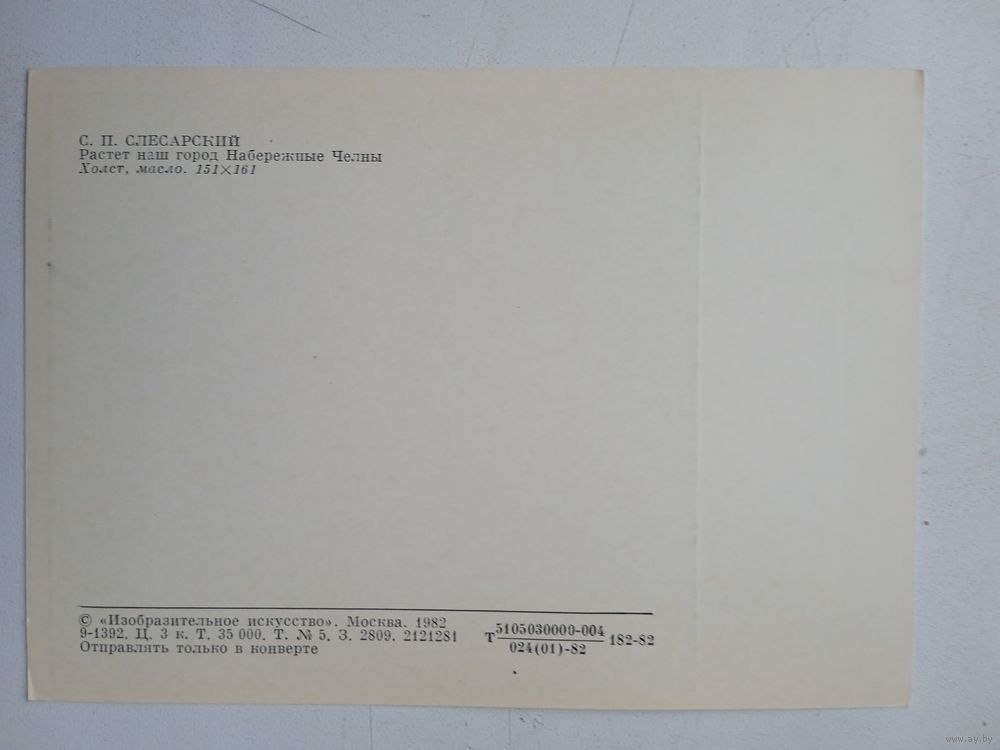 С. П. СЛЕСАРСКИЙ
Растет наш город Набережные Челны
Холст, масло. 151×161
© «Изобразительное искусство». Москва. 1982
9-1392. Ц. 3 к. Т. 35 000. Т. № 5. З. 2809. 2121281
Отправлять только в конверте
Т 5105030000-004 182-82
024(01)-82
www.ay.by